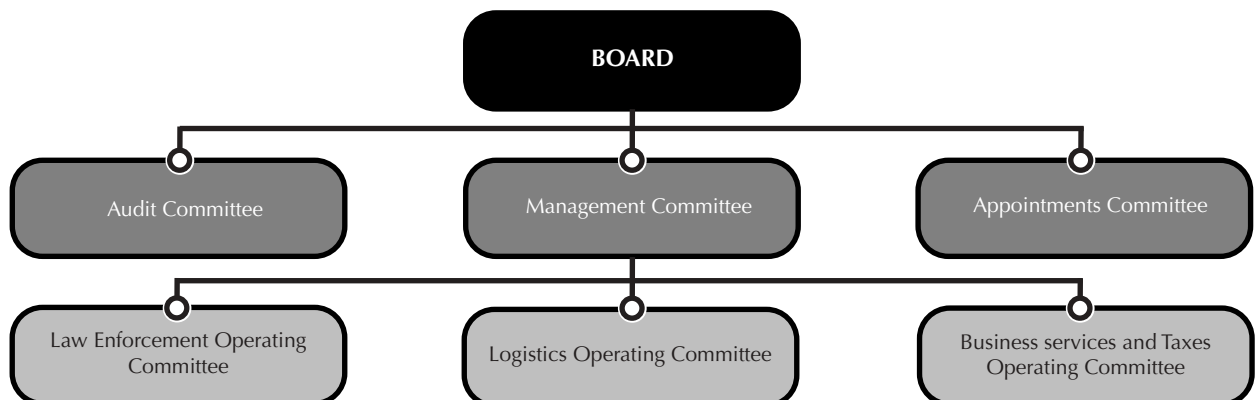 BOARD
Audit Committee
Management Committee
Appointments Committee
Law Enforcement Operating
Committee
Logistics Operating Committee
Business services and Taxes
Operating Committee